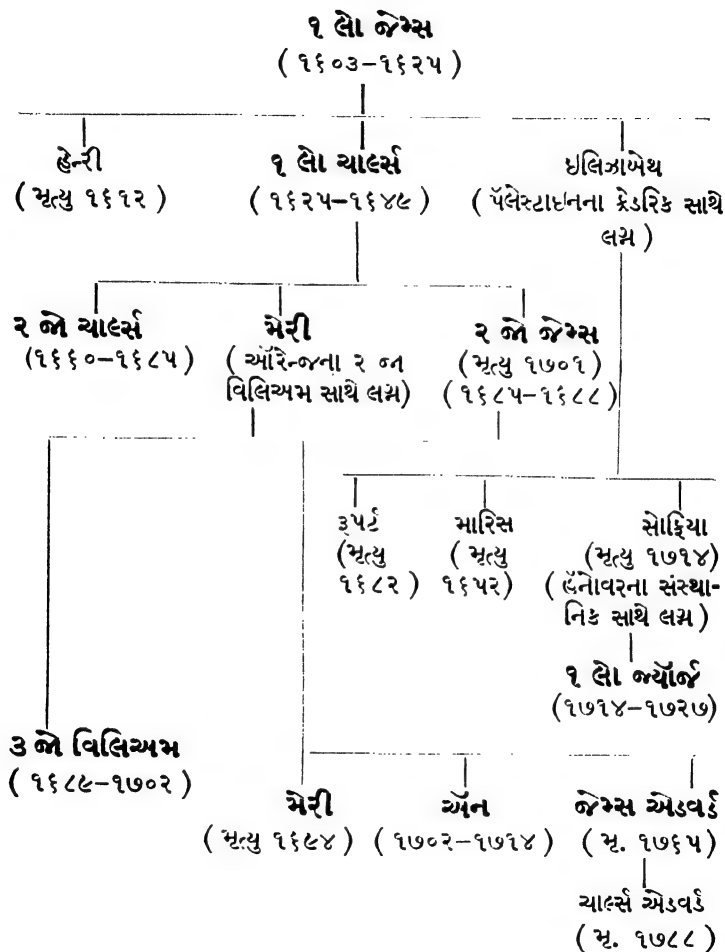 ૧ લો જેમ્સ
( ૧૬૦૩–૧૬૨૫ )
હેન્રી
( મૃત્યુ ૧૬૧૨ )
૧ લો ચાર્લ્સ
( ૧૬૨૫–૧૬૪૯ )
ઇલિઝાબેથ
( પૅલેસ્ટાઇનના ફ્રેડરિક સાથે
લગ્ન )
૨ જો ચાર્લ્સ
(૧૬૬૦–૧૬૮૫ )
મેરી
( ઑરેન્જના ૨ જા
વિલિઅમ સાથે લગ્ન)
૨ જો જેમ્સ
(મૃત્યુ ૧૭૦૧ )
( ૧૬૮૫–૧૬૮૮ )
રૂપર્ટ
(મૃત્યુ
૧૬૮૨ )
મારિસ
( મૃત્યુ
૧૬૫૨)
સોફિયા
(મૃત્યુ ૧૭૧૪)
(હૅનોવરના સંસ્થા-
નિક સાથે લગ્ન )
૧ લો જ્યૉર્જ
(૧૭૧૪–૧૭૨૭)
૩ જો વિલિઅમ
( ૧૬૮૯–૧૭૦૨ )
મેરી
( મૃત્યુ ૧૬૯૪ )
ઍન
( ૧૭૦૨–૧૭૧૪ )
જેમ્સ એડવર્ડ
( મૃ. ૧૭૬૫ )
ચાર્લ્સ એડવર્ડ
( મૃ. ૧૭૮૮ )